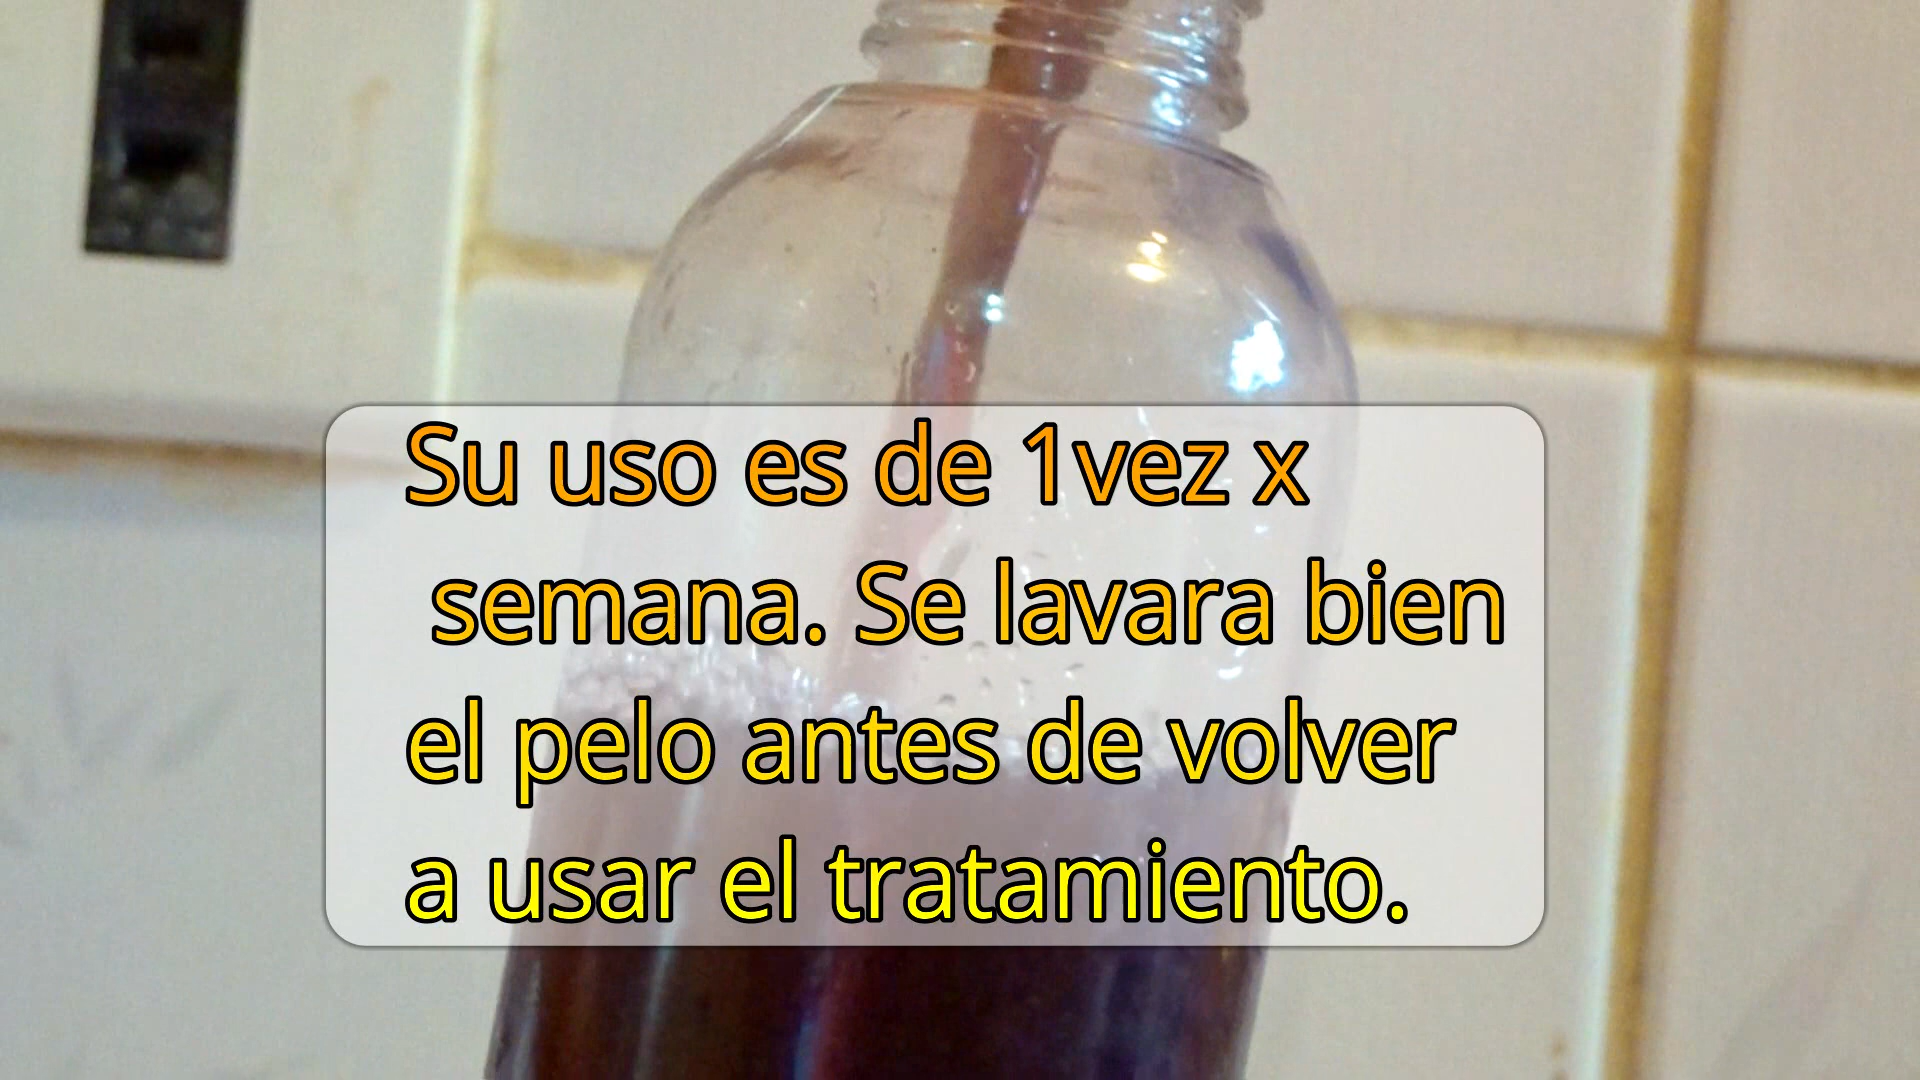 Su uso es de 1vez x
semana. Se lavara bien
el pelo antes de volver
a usar el tratamiento.